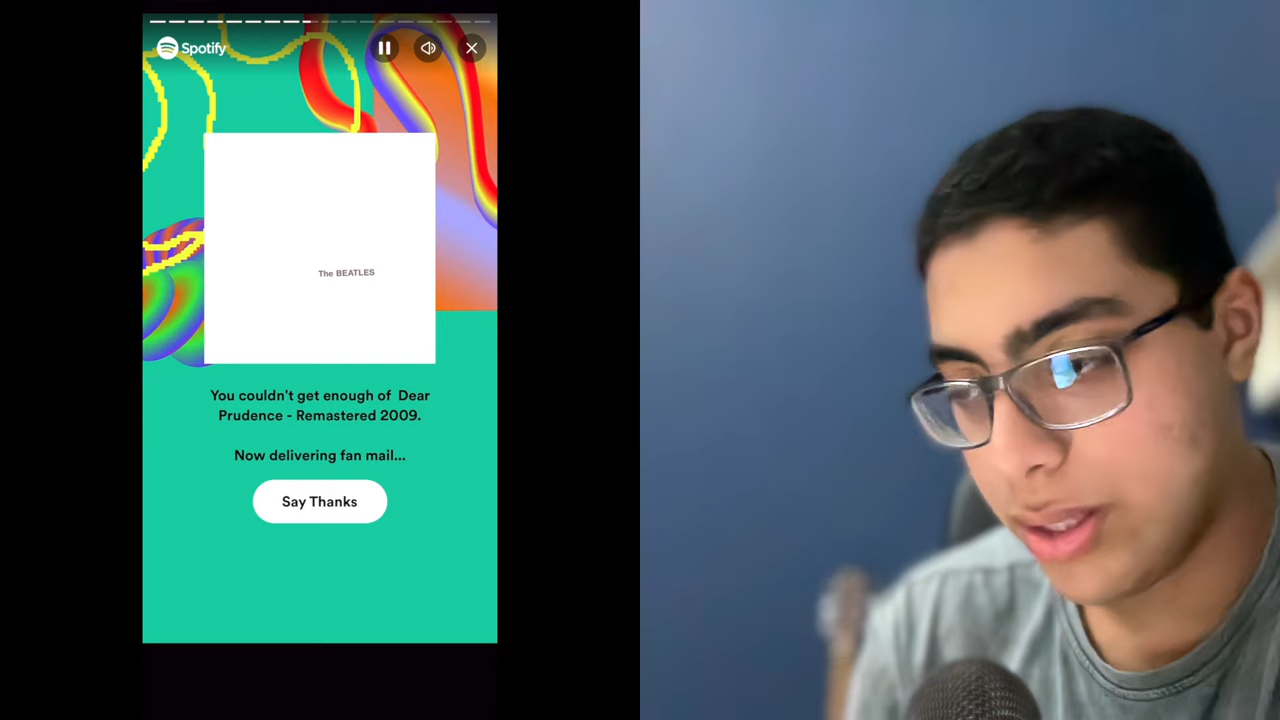 Spotify
The BEATLES
You couldn't get enough of Dear
Prudence - Remastered 2009.
Now delivering fan mail...
Say Thanks